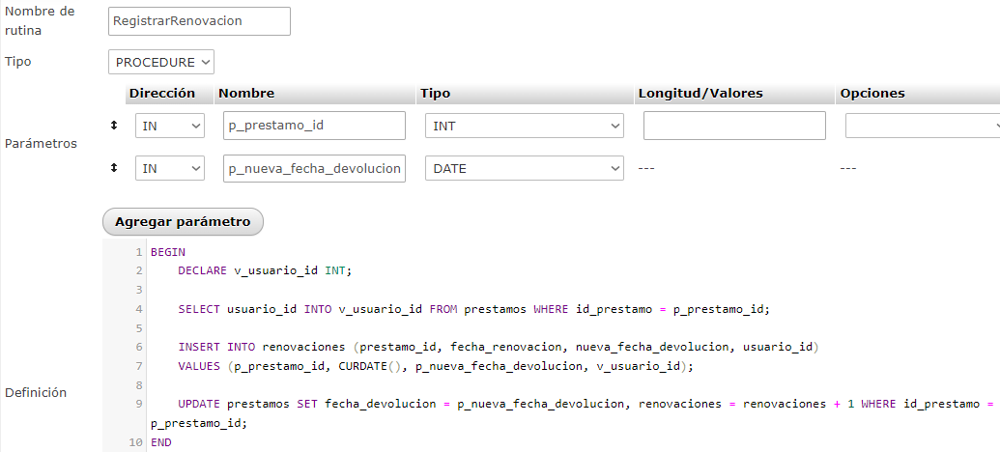 Nombre de rutina RegistrarRenovacion
Tipo PROCEDURE
Dirección Nombre Tipo Longitud/Valores Opciones
Parámetros
IN p_prestamo_id INT
IN p_nueva_fecha_devolucion DATE --- ---
Agregar parámetro
Definición
1 BEGIN
2 DECLARE v_usuario_id INT;
3
4 SELECT usuario_id INTO v_usuario_id FROM prestamos WHERE id_prestamo = p_prestamo_id;
5
6 INSERT INTO renovaciones (prestamo_id, fecha_renovacion, nueva_fecha_devolucion, usuario_id)
7 VALUES (p_prestamo_id, CURDATE(), p_nueva_fecha_devolucion, v_usuario_id);
8
9 UPDATE prestamos SET fecha_devolucion = p_nueva_fecha_devolucion, renovaciones = renovaciones + 1 WHERE id_prestamo =
p_prestamo_id;
10 END